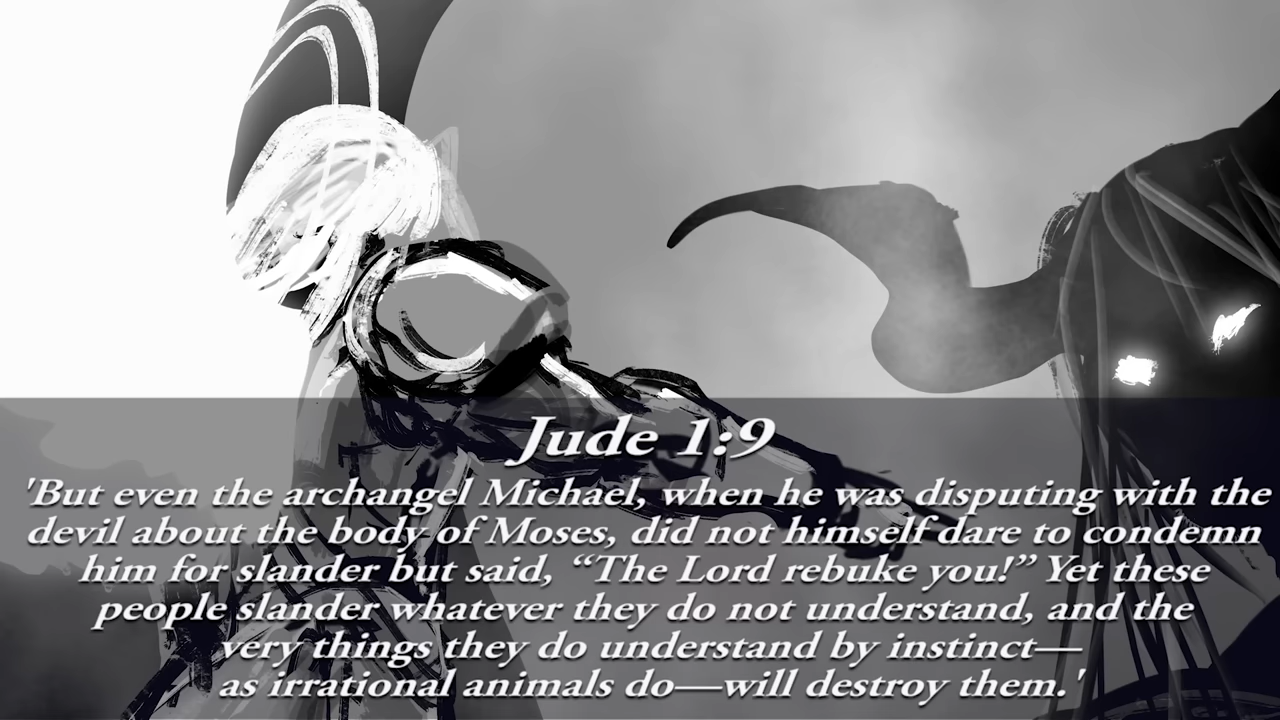 Jude 1:9
'But even the archangel Michael, when he was disputing with the
devil about the body of Moses, did not himself dare to condemn
him for slander but said, “The Lord rebuke you!” Yet these
people slander whatever they do not understand, and the
very things they do understand by instinct—
as irrational animals do—will destroy them.'